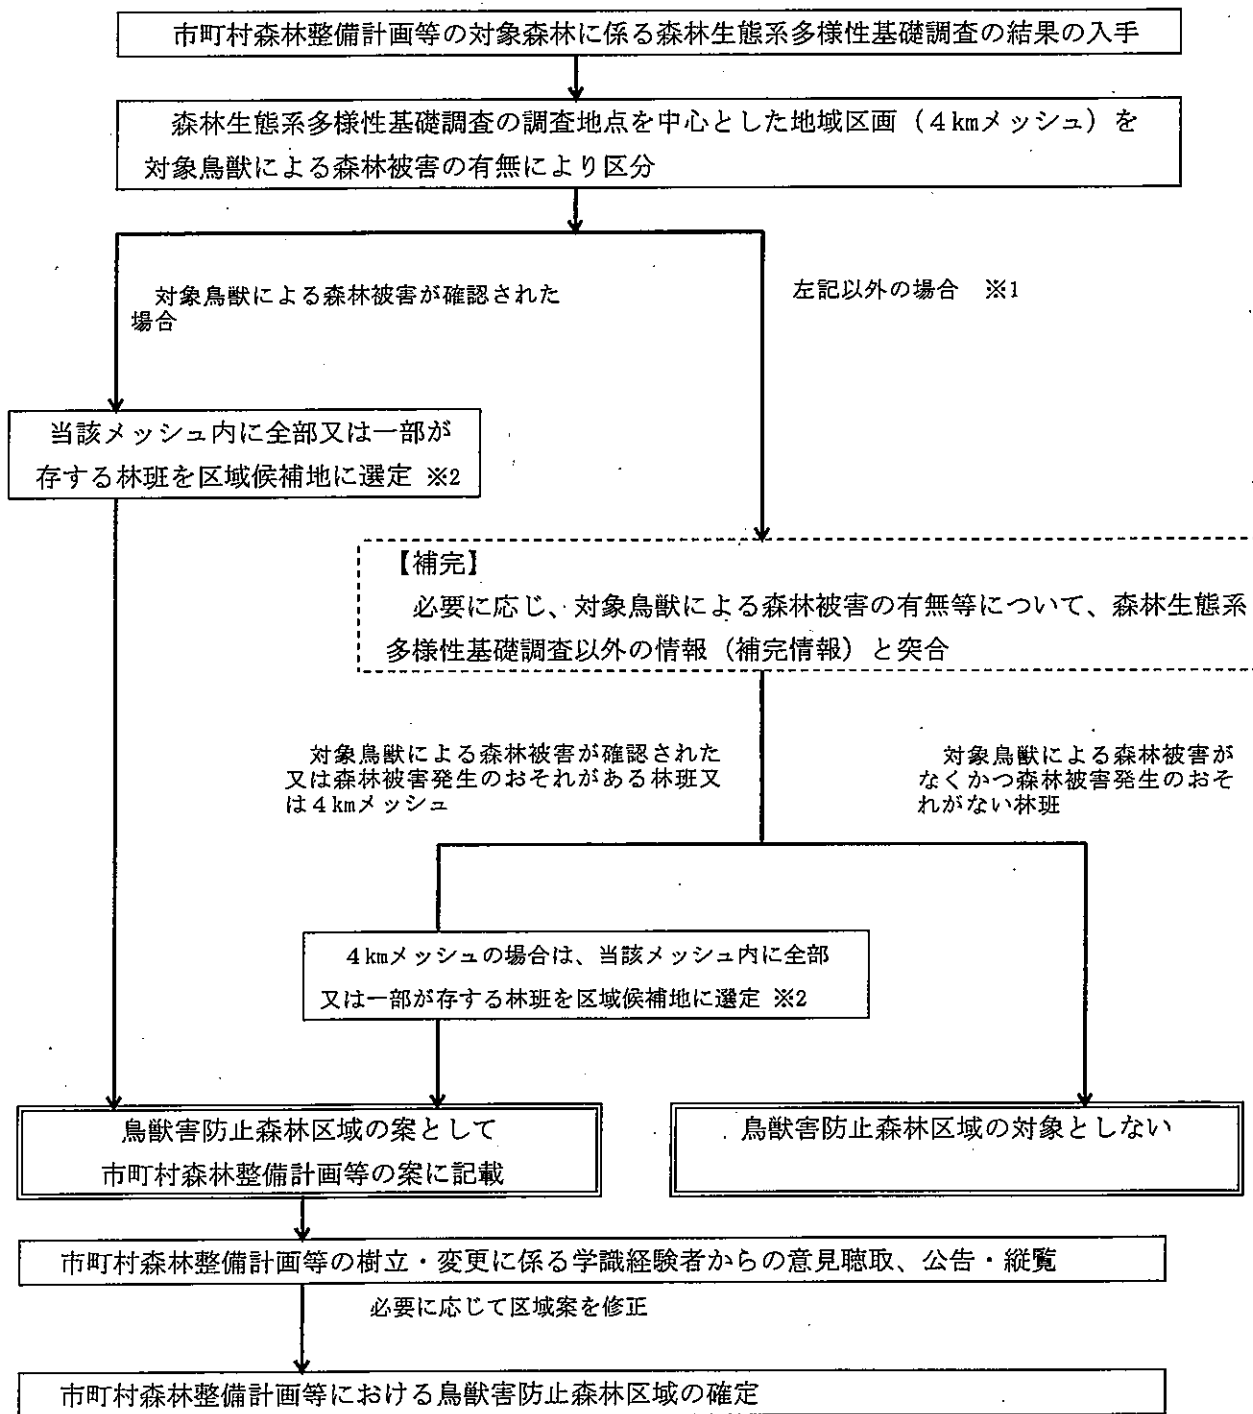 市町村森林整備計画等の対象森林に係る森林生態系多様性基礎調査の結果の入手
森林生態系多様性基礎調査の調査地点を中心とした地域区画（４㎞メッシュ）を
対象鳥獣による森林被害の有無により区分
対象鳥獣による森林被害が確認された
場合
左記以外の場合　※1
当該メッシュ内に全部又は一部が
存する林班を区域候補地に選定 ※2
【補完】
必要に応じ、対象鳥獣による森林被害の有無等について、森林生態系
多様性基礎調査以外の情報（補完情報）と突合
対象鳥獣による森林被害が確認された
又は森林被害発生のおそれがある林班又
は４㎞メッシュ
対象鳥獣による森林被害が
なくかつ森林被害発生のおそ
れがない林班
４㎞メッシュの場合は、当該メッシュ内に全部
又は一部が存する林班を区域候補地に選定 ※2
鳥獣害防止森林区域の案として
市町村森林整備計画等の案に記載
鳥獣害防止森林区域の対象としない
市町村森林整備計画等の樹立・変更に係る学識経験者からの意見聴取、公告・縦覧
必要に応じて区域案を修正
市町村森林整備計画等における鳥獣害防止森林区域の確定